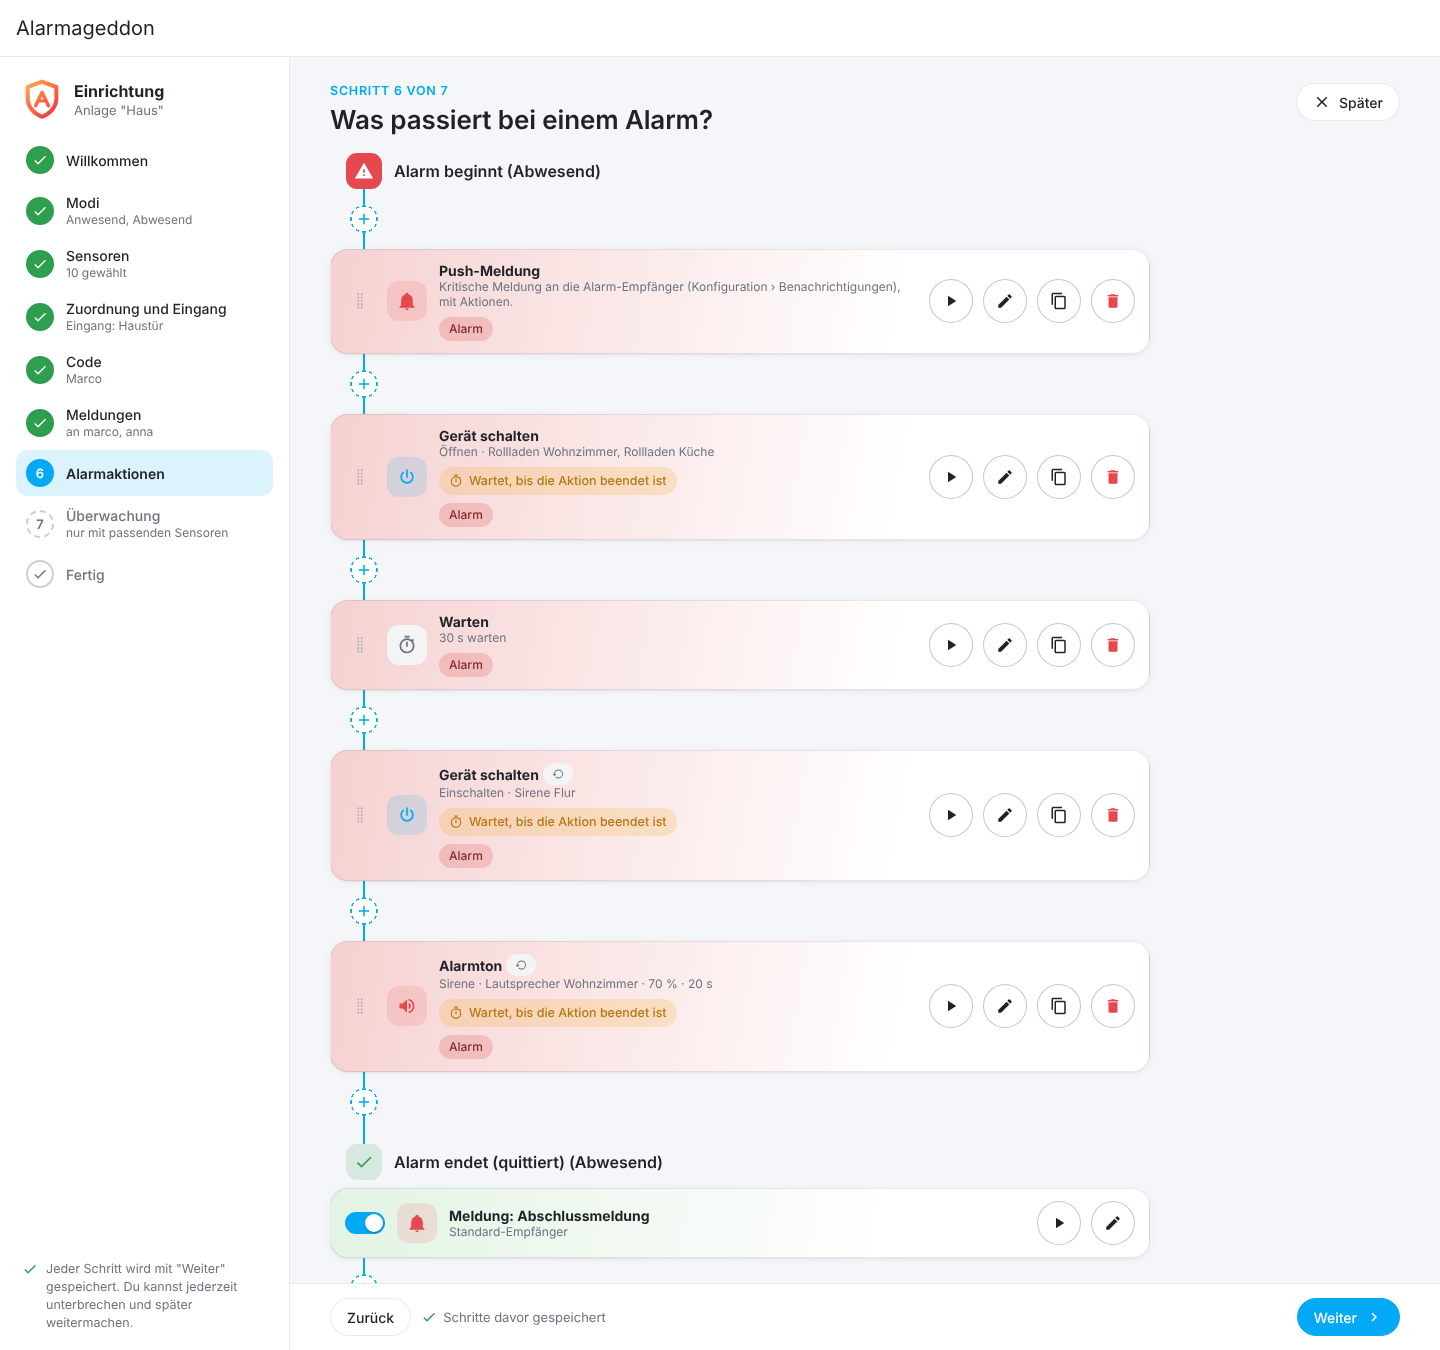 Alarmageddon
Einrichtung
Anlage "Haus"
Willkommen
Modi
Anwesend, Abwesend
Sensoren
10 gewählt
Zuordnung und Eingang
Eingang: Haustür
Code
Marco
Meldungen
an marco, anna
6
Alarmaktionen
7
Überwachung
nur mit passenden Sensoren
Fertig
Jeder Schritt wird mit "Weiter"
gespeichert. Du kannst jederzeit
unterbrechen und später
weitermachen.
SCHRITT 6 VON 7
Was passiert bei einem Alarm?
Später
Alarm beginnt (Abwesend)
Push-Meldung
Kritische Meldung an die Alarm-Empfänger (Konfiguration › Benachrichtigungen),
mit Aktionen.
Alarm
Gerät schalten
Öffnen · Rollladen Wohnzimmer, Rollladen Küche
Wartet, bis die Aktion beendet ist
Alarm
Warten
30 s warten
Alarm
Gerät schalten
Einschalten · Sirene Flur
Wartet, bis die Aktion beendet ist
Alarm
Alarmton
Sirene · Lautsprecher Wohnzimmer · 70 % · 20 s
Wartet, bis die Aktion beendet ist
Alarm
Alarm endet (quittiert) (Abwesend)
Meldung: Abschlussmeldung
Standard-Empfänger
Zurück
Schritte davor gespeichert
Weiter